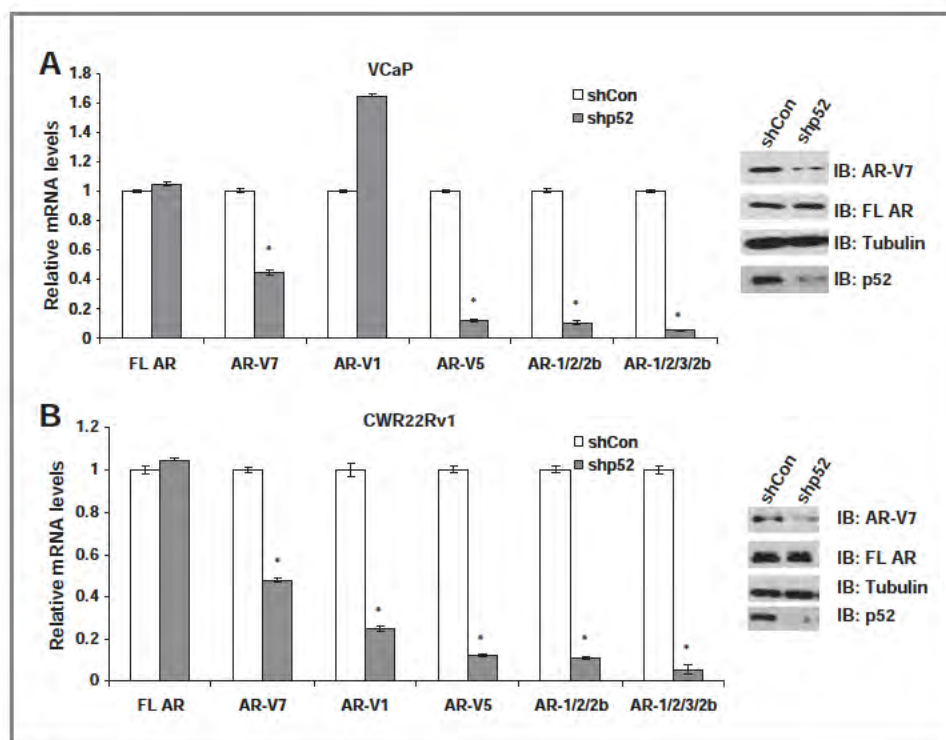 A
VCaP
Relative mRNA levels
1.8
1.6
1.4
1.2
1
0.8
0.6
0.4
0.2
0
shCon
shp52
*
*
*
*
FL AR
AR-V7
AR-V1
AR-V5
AR-1/2/2b
AR-1/2/3/2b
shCon
shp52
IB: AR-V7
IB: FL AR
IB: Tubulin
IB: p52
B
CWR22Rv1
Relative mRNA levels
1.2
1
0.8
0.6
0.4
0.2
0
shCon
shp52
*
*
*
*
*
FL AR
AR-V7
AR-V1
AR-V5
AR-1/2/2b
AR-1/2/3/2b
shCon
shp52
IB: AR-V7
IB: FL AR
IB: Tubulin
IB: p52